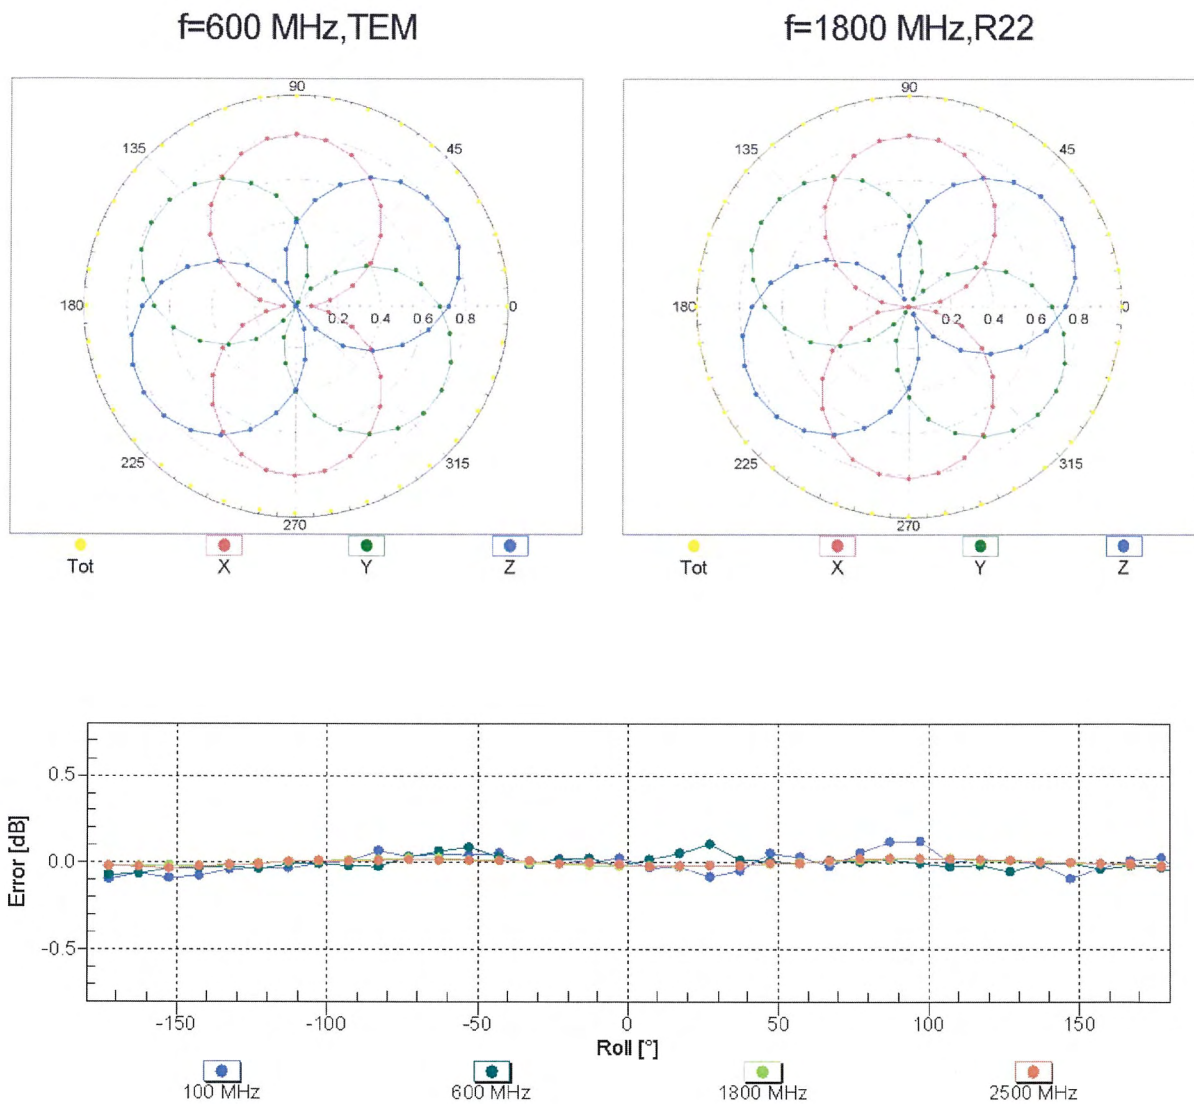 f=600 MHz,TEM
f=1800 MHz,R22
90
135
45
180
0.2
0.4
0.6
0.8
0
225
315
270
Tot
X
Y
Z
90
135
45
180
0.2
0.4
0.6
0.8
0
225
315
270
Tot
X
Y
Z
Error [dB]
0.5
0.0
-0.5
-150
-100
-50
0
50
100
150
Roll [°]
100 MHz
600 MHz
1800 MHz
2500 MHz